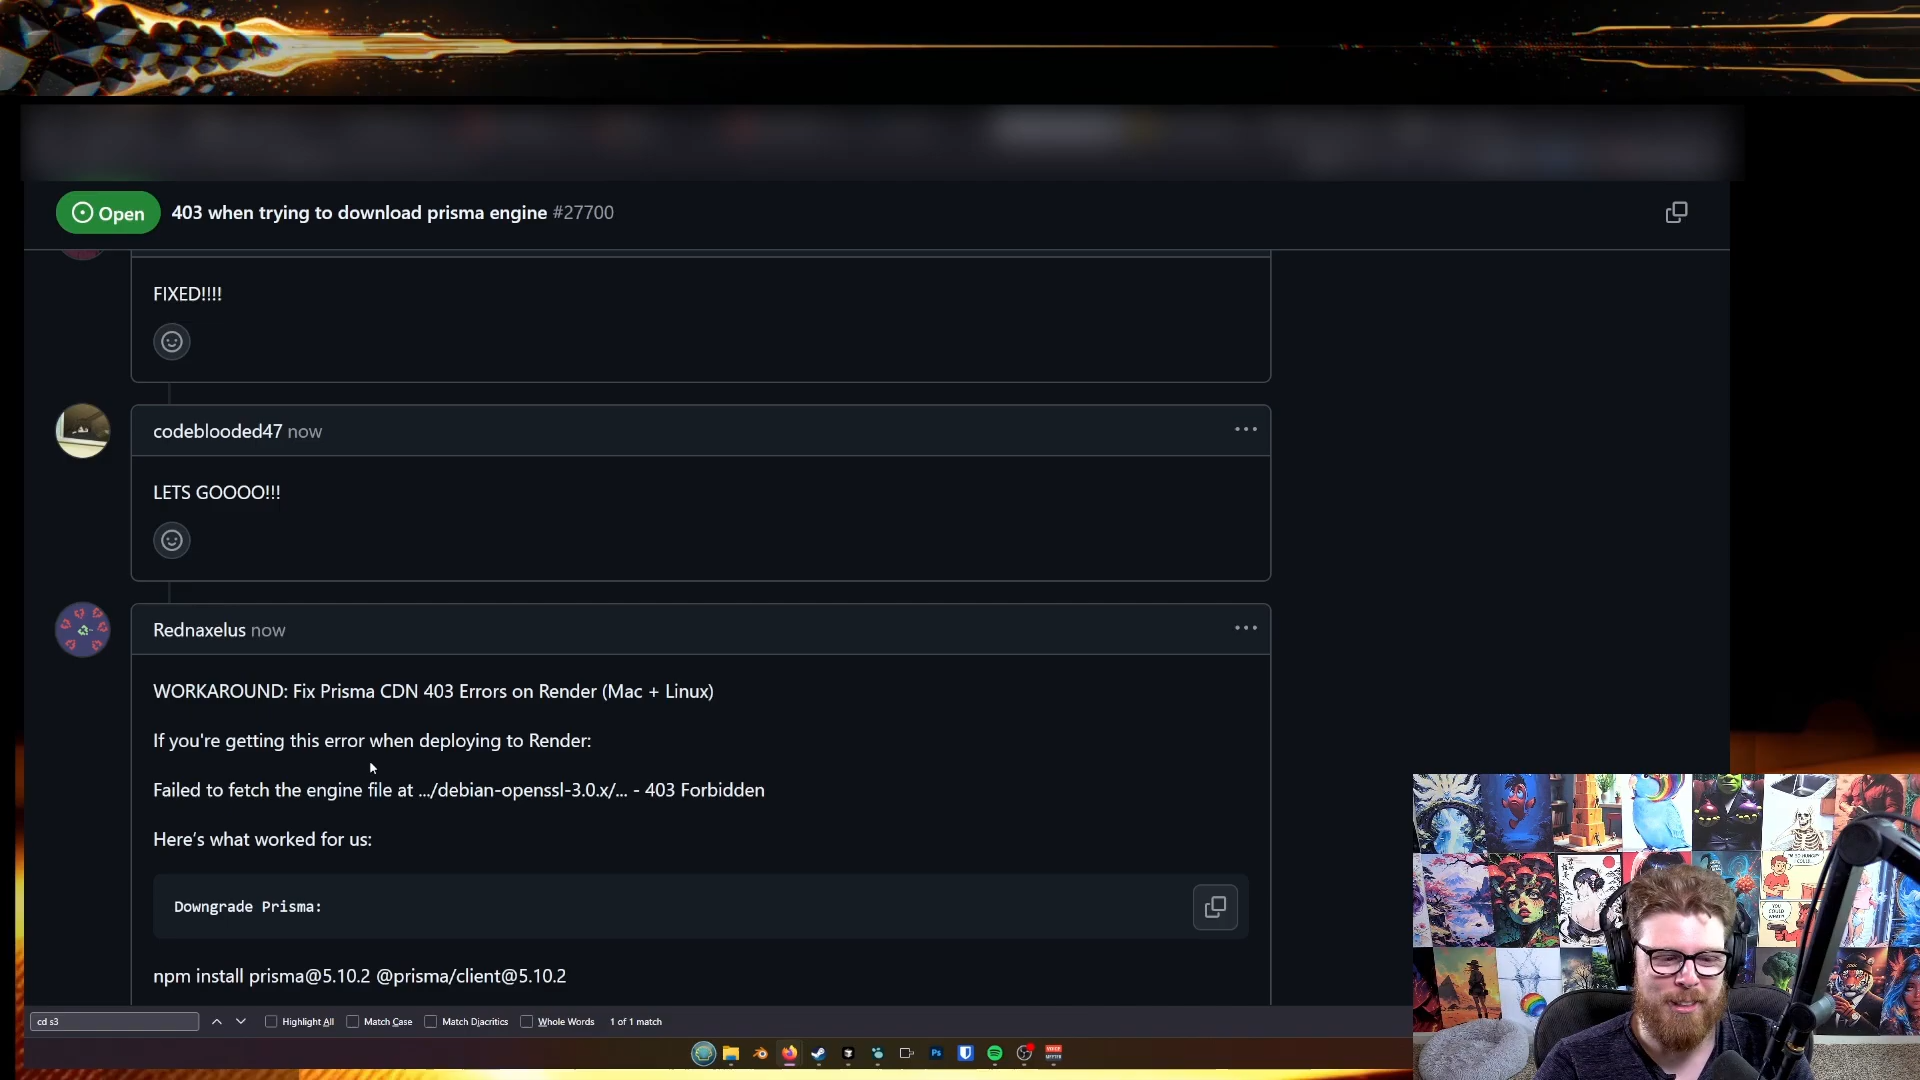 Open 403 when trying to download prisma engine #27700
FIXED!!!!
codeblooded47 now
LETS GOOOO!!!
Rednaxelus now
WORKAROUND: Fix Prisma CDN 403 Errors on Render (Mac + Linux)
If you're getting this error when deploying to Render:
Failed to fetch the engine file at .../debian-openssl-3.0.x/... - 403 Forbidden
Here’s what worked for us:
Downgrade Prisma:
npm install prisma@5.10.2 @prisma/client@5.10.2
cd s3
Highlight All
Match Case
Match Diacritics
Whole Words
1 of 1 match
Ps